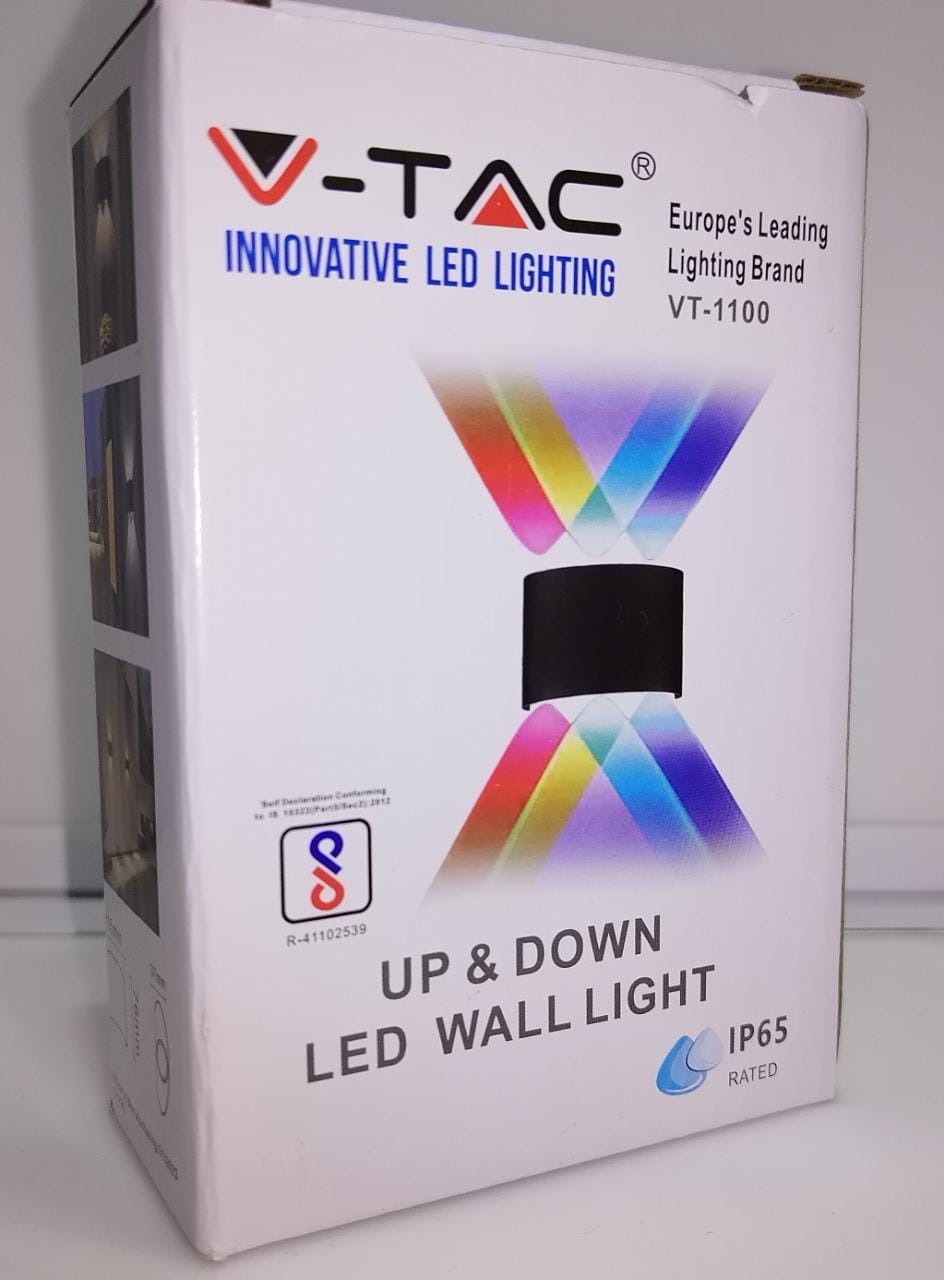 V-TAC®
INNOVATIVE LED LIGHTING
Europe's Leading
Lighting Brand
VT-1100
Self Declaration Conforming
R-41102539
UP & DOWN
LED WALL LIGHT
IP65
RATED